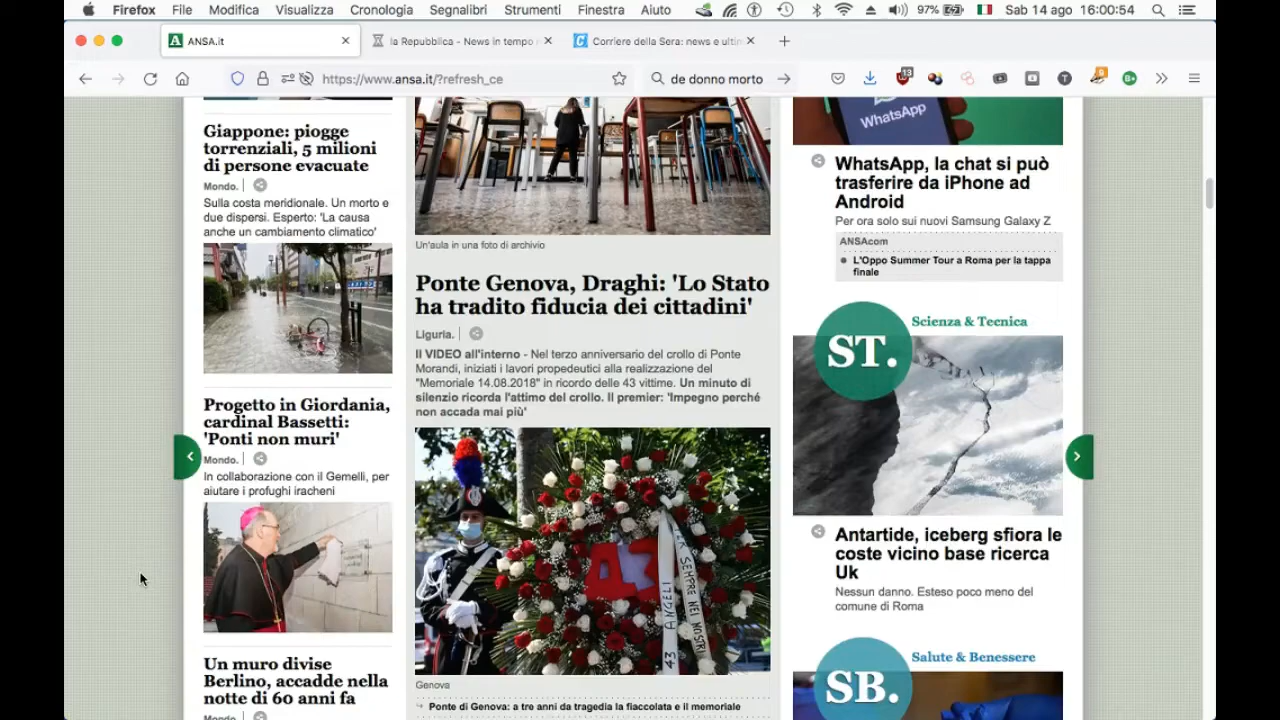 Firefox File Modifica Visualizza Cronologia Segnalibri Strumenti Finestra Aiuto 97% Sab 14 ago 16:00:54
ANSA.it
la Repubblica - News in tempo r
Corriere della Sera: news e ultin
https://www.ansa.it/?refresh_ce
de donno morto
13
9
Giappone: piogge
torrenziali, 5 milioni
di persone evacuate
Mondo.
Sulla costa meridionale. Un morto e
due dispersi. Esperto: 'La causa
anche un cambiamento climatico'
Progetto in Giordania,
cardinal Bassetti:
'Ponti non muri'
Mondo.
In collaborazione con il Gemelli, per
aiutare i profughi iracheni
Un muro divise
Berlino, accadde nella
notte di 60 anni fa
Mondo.
Un'aula in una foto di archivio
Ponte Genova, Draghi: 'Lo Stato
ha tradito fiducia dei cittadini'
Liguria.
Il VIDEO all'interno - Nel terzo anniversario del crollo di Ponte
Morandi, iniziati i lavori propedeutici alla realizzazione del
"Memoriale 14.08.2018" in ricordo delle 43 vittime. Un minuto di
silenzio ricorda l'attimo del crollo. Il premier: 'Impegno perché
non accada mai più'
43
43 ANGELI
SEMPRE NEI NOSTRI
Genova
Ponte di Genova: a tre anni da tragedia la fiaccolata e il memoriale
WhatsApp
WhatsApp, la chat si può
trasferire da iPhone ad
Android
Per ora solo sui nuovi Samsung Galaxy Z
ANSAcom
L'Oppo Summer Tour a Roma per la tappa
finale
Scienza & Tecnica
ST.
Antartide, iceberg sfiora le
coste vicino base ricerca
Uk
Nessun danno. Esteso poco meno del
comune di Roma
Salute & Benessere
SB.